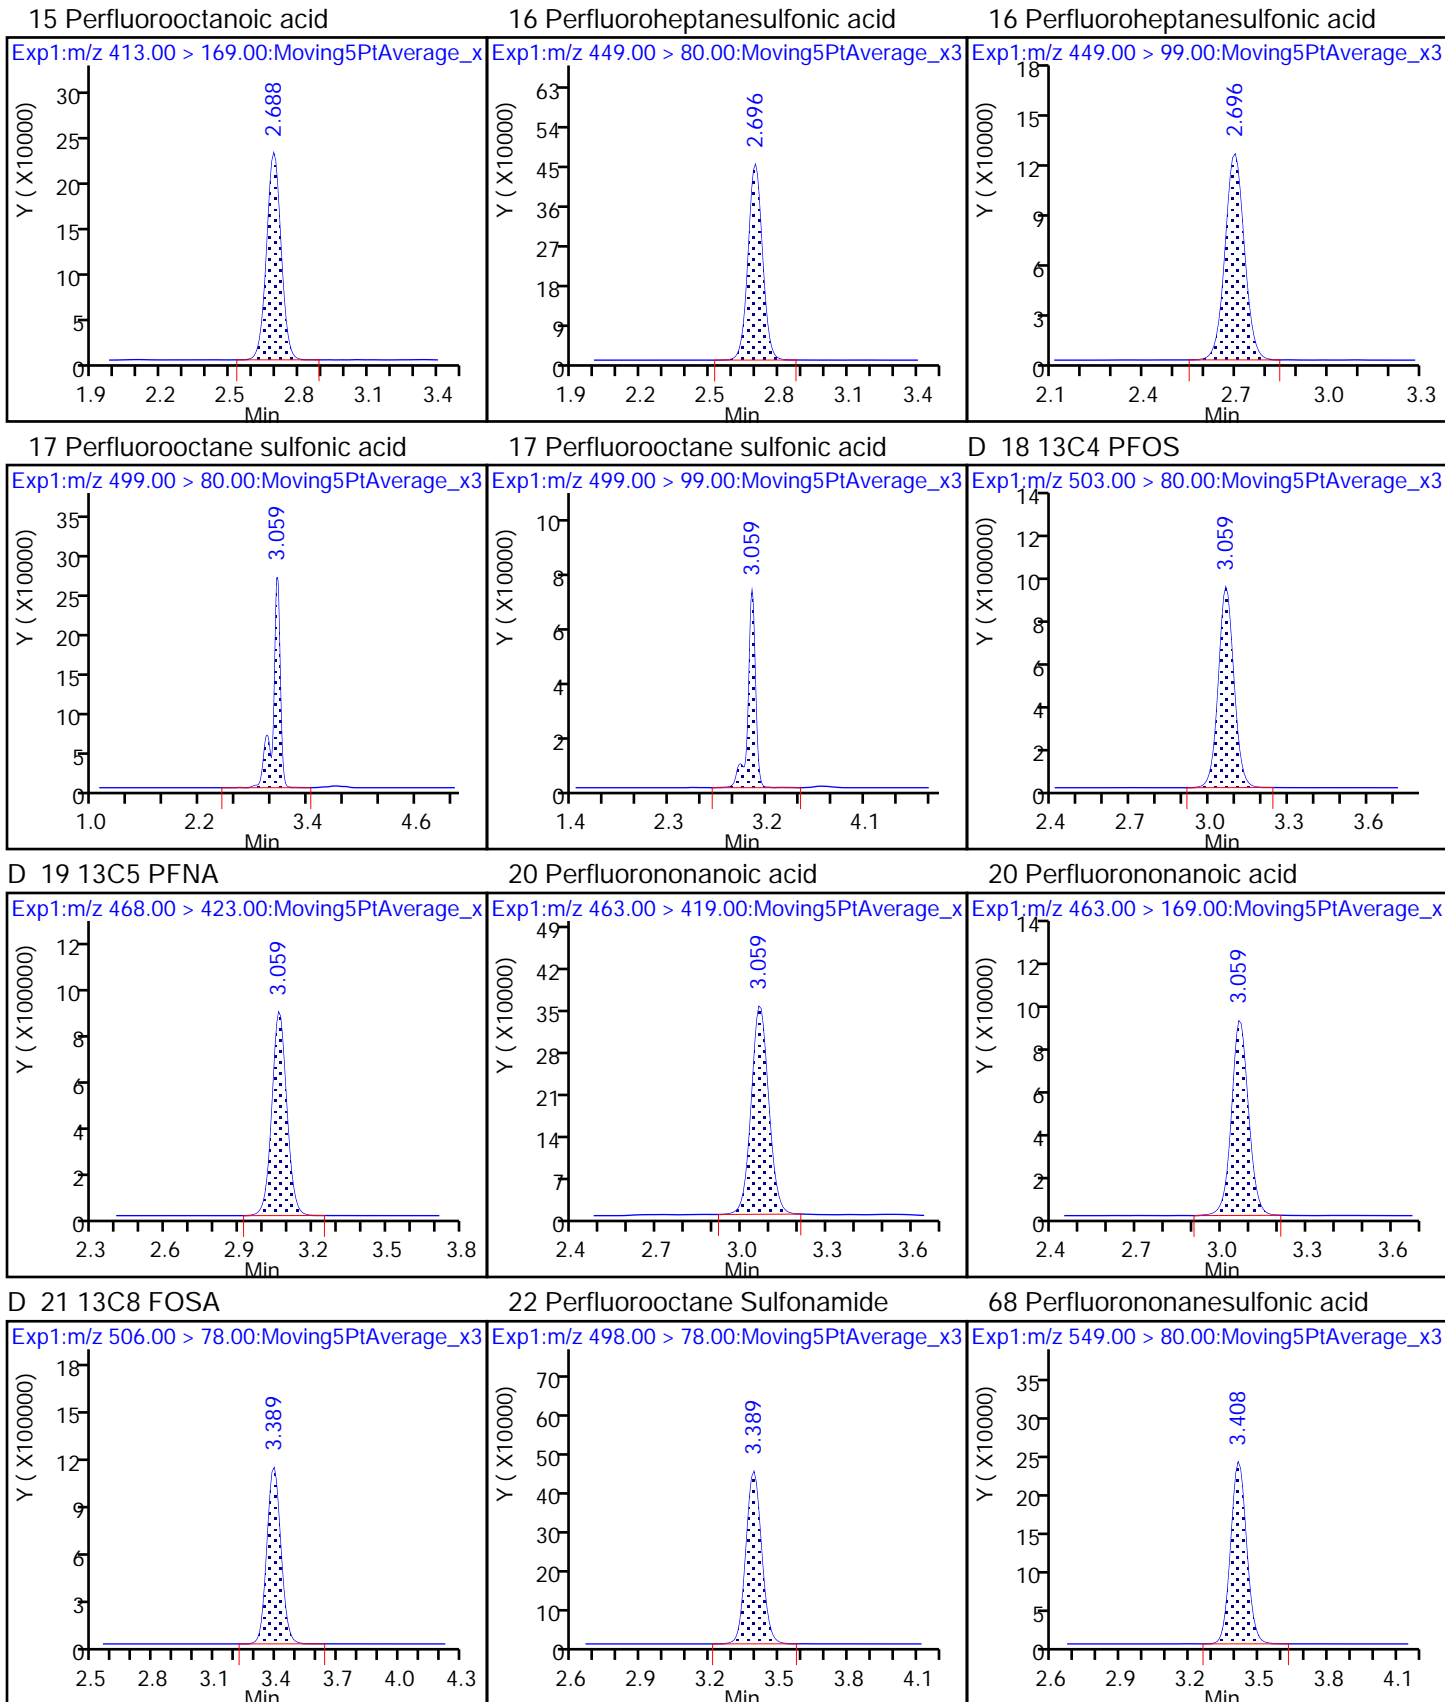 15 Perfluorooctanoic acid
Exp1:m/z 413.00 > 169.00:Moving5PtAverage_x
Y ( X10000)
30
25
20
15
10
5
0
2.688
1.9 2.2 2.5 2.8 3.1 3.4
Min
16 Perfluoroheptanesulfonic acid
Exp1:m/z 449.00 > 80.00:Moving5PtAverage_x3
Y ( X10000)
63
54
45
36
27
18
9
0
2.696
1.9 2.2 2.5 2.8 3.1 3.4
Min
16 Perfluoroheptanesulfonic acid
Exp1:m/z 449.00 > 99.00:Moving5PtAverage_x3
Y ( X10000)
18
15
12
9
6
3
0
2.696
2.1 2.4 2.7 3.0 3.3
Min
17 Perfluorooctane sulfonic acid
Exp1:m/z 499.00 > 80.00:Moving5PtAverage_x3
Y ( X10000)
35
30
25
20
15
10
5
0
3.059
1.0 2.2 3.4 4.6
Min
17 Perfluorooctane sulfonic acid
Exp1:m/z 499.00 > 99.00:Moving5PtAverage_x3
Y ( X10000)
10
8
6
4
2
0
3.059
1.4 2.3 3.2 4.1
Min
D 18 13C4 PFOS
Exp1:m/z 503.00 > 80.00:Moving5PtAverage_x3
Y ( X100000)
14
12
10
8
6
4
2
0
3.059
2.4 2.7 3.0 3.3 3.6
Min
D 19 13C5 PFNA
Exp1:m/z 468.00 > 423.00:Moving5PtAverage_x
Y ( X100000)
12
10
8
6
4
2
0
3.059
2.3 2.6 2.9 3.2 3.5 3.8
Min
20 Perfluorononanoic acid
Exp1:m/z 463.00 > 419.00:Moving5PtAverage_x
Y ( X10000)
49
42
35
28
21
14
7
0
3.059
2.4 2.7 3.0 3.3 3.6
Min
20 Perfluorononanoic acid
Exp1:m/z 463.00 > 169.00:Moving5PtAverage_x
Y ( X10000)
14
12
10
8
6
4
2
0
3.059
2.4 2.7 3.0 3.3 3.6
Min
D 21 13C8 FOSA
Exp1:m/z 506.00 > 78.00:Moving5PtAverage_x3
Y ( X100000)
18
15
12
9
6
3
0
3.389
2.5 2.8 3.1 3.4 3.7 4.0 4.3
Min
22 Perfluorooctane Sulfonamide
Exp1:m/z 498.00 > 78.00:Moving5PtAverage_x3
Y ( X10000)
70
60
50
40
30
20
10
0
3.389
2.6 2.9 3.2 3.5 3.8 4.1
Min
68 Perfluorononanesulfonic acid
Exp1:m/z 549.00 > 80.00:Moving5PtAverage_x3
Y ( X10000)
35
30
25
20
15
10
5
0
3.408
2.6 2.9 3.2 3.5 3.8 4.1
Min